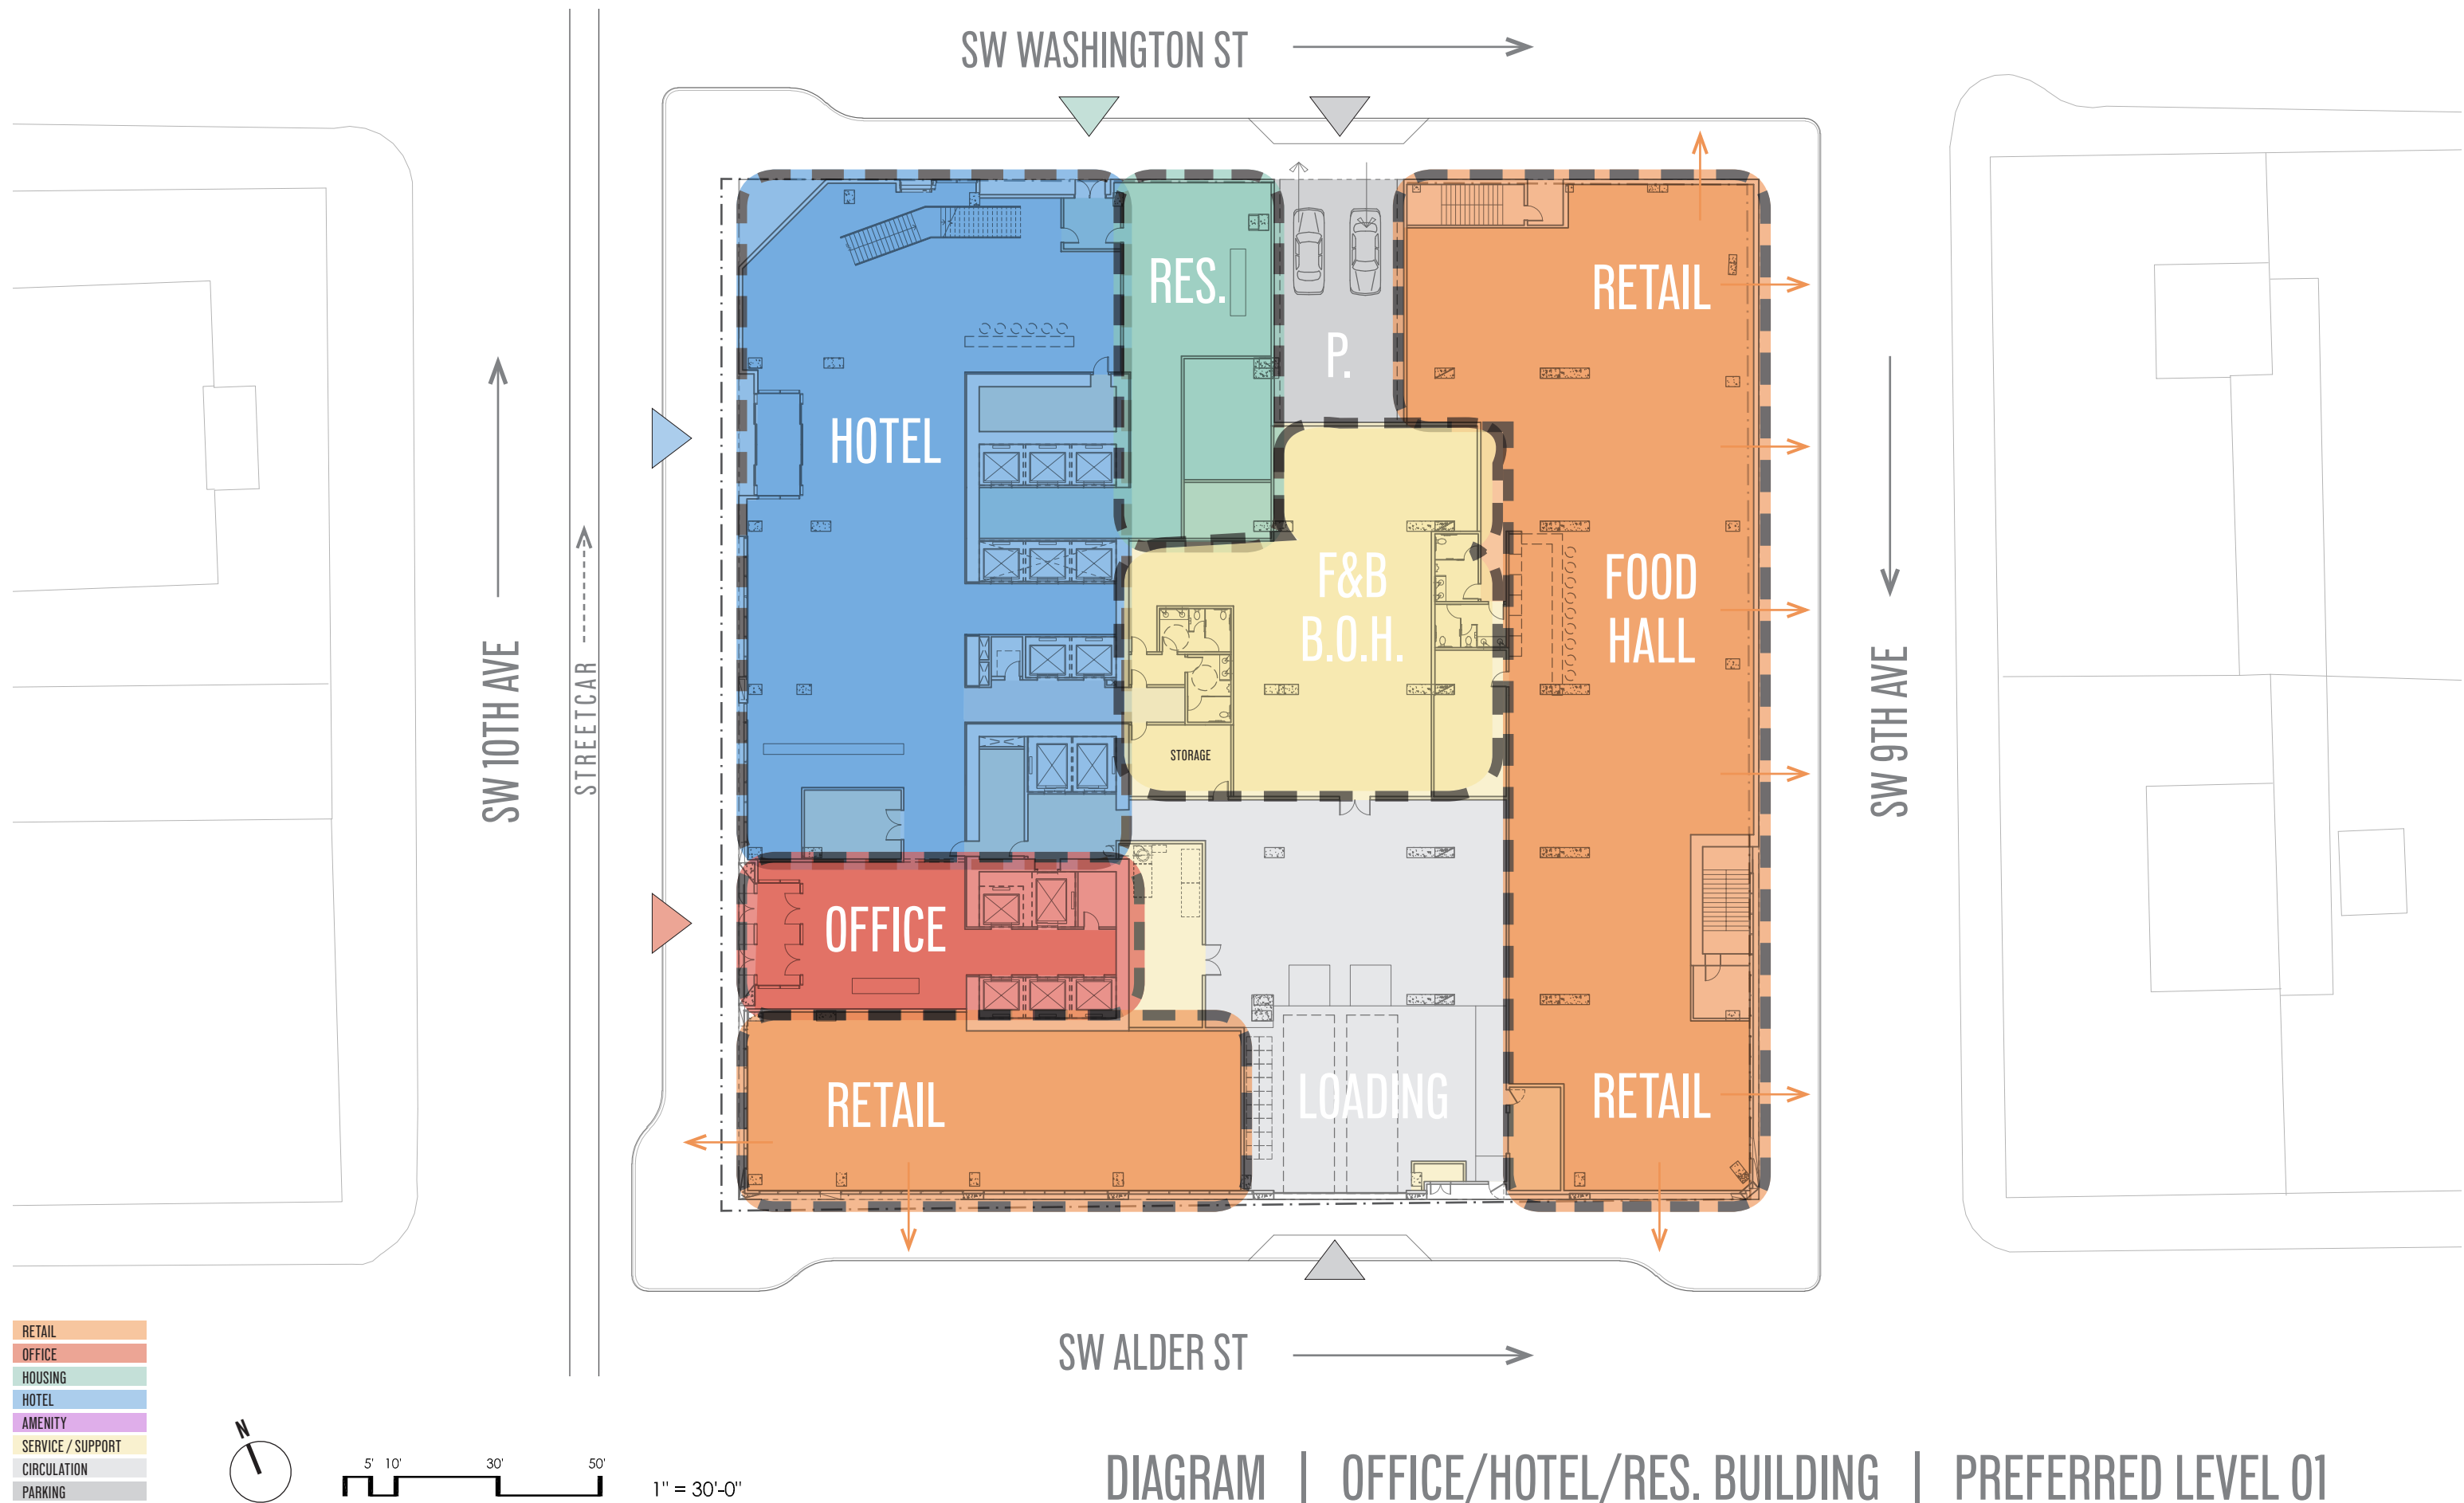 SW WASHINGTON ST
RES.
RETAIL
P.
HOTEL
F&B
B.O.H.
FOOD
HALL
SW 10TH AVE
STREETCAR
SW 9TH AVE
STORAGE
OFFICE
RETAIL
LOADING
RETAIL
SW ALDER ST
RETAIL
OFFICE
HOUSING
HOTEL
AMENITY
SERVICE / SUPPORT
CIRCULATION
PARKING
N
5' 10' 30' 50'
1" = 30'-0"
DIAGRAM | OFFICE/HOTEL/RES. BUILDING | PREFERRED LEVEL 01